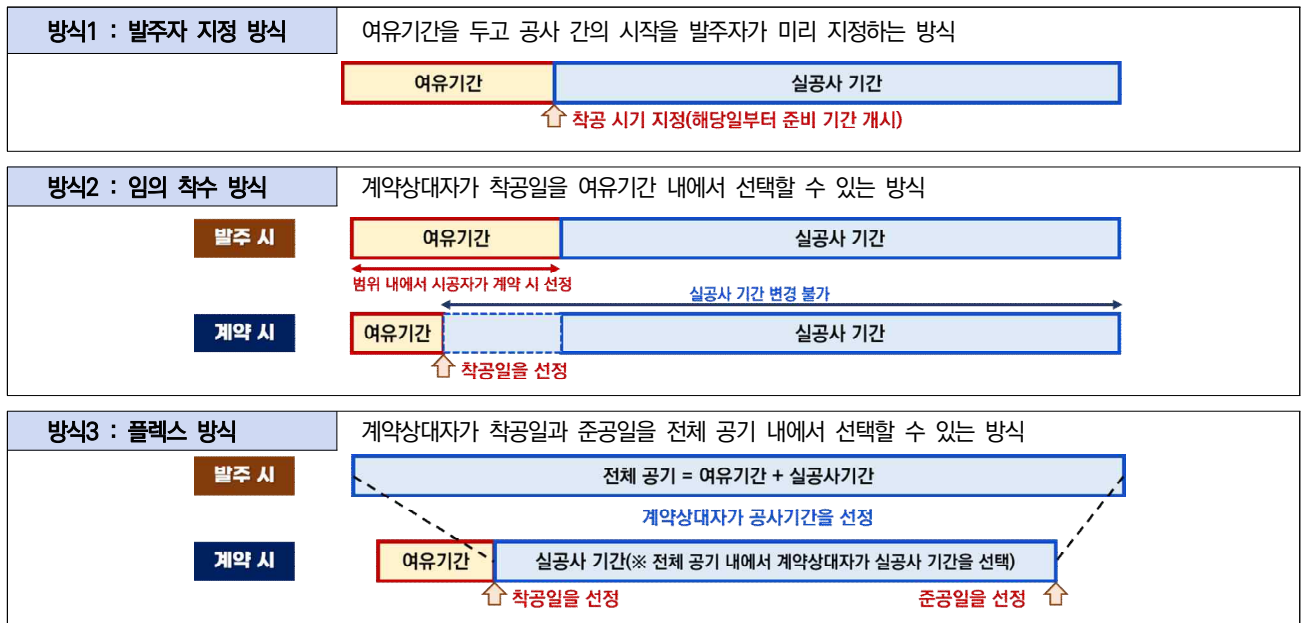 방식1 : 발주자 지정 방식
여유기간을 두고 공사 간의 시작을 발주자가 미리 지정하는 방식
여유기간
실공사 기간
착공 시기 지정(해당일부터 준비 기간 개시)
방식2 : 임의 착수 방식
계약상대자가 착공일을 여유기간 내에서 선택할 수 있는 방식
발주 시
여유기간
실공사 기간
범위 내에서 시공자가 계약 시 선정
실공사 기간 변경 불가
계약 시
여유기간
실공사 기간
착공일을 선정
방식3 : 플렉스 방식
계약상대자가 착공일과 준공일을 전체 공기 내에서 선택할 수 있는 방식
발주 시
전체 공기 = 여유기간 + 실공사기간
계약상대자가 공사기간을 선정
계약 시
여유기간
실공사 기간(※ 전체 공기 내에서 계약상대자가 실공사 기간을 선택)
착공일을 선정
준공일을 선정